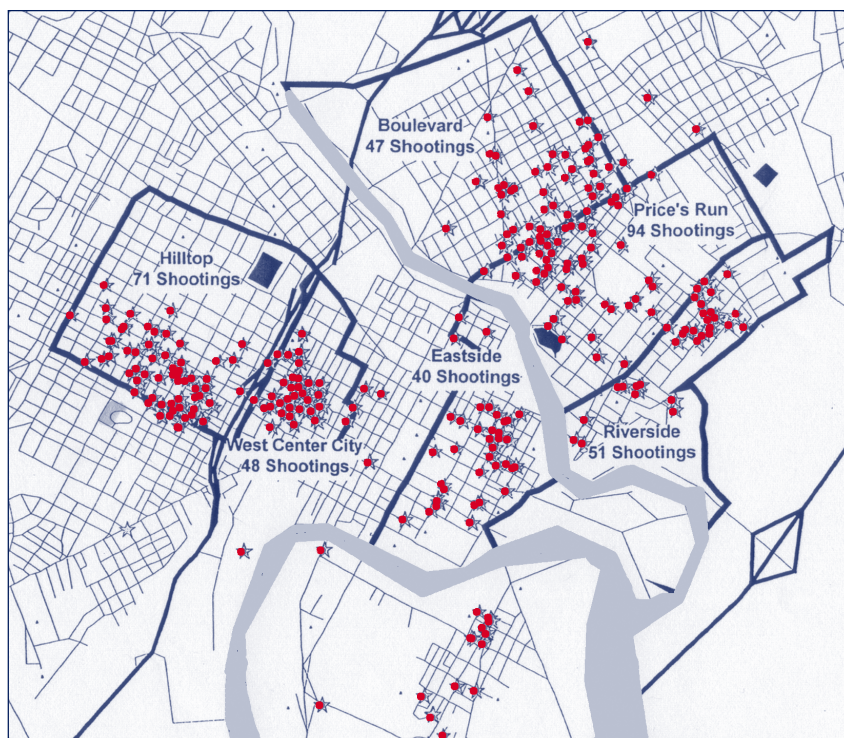 Boulevard
47 Shootings
Price's Run
94 Shootings
Hilltop
71 Shootings
Eastside
40 Shootings
West Center City
48 Shootings
Riverside
51 Shootings